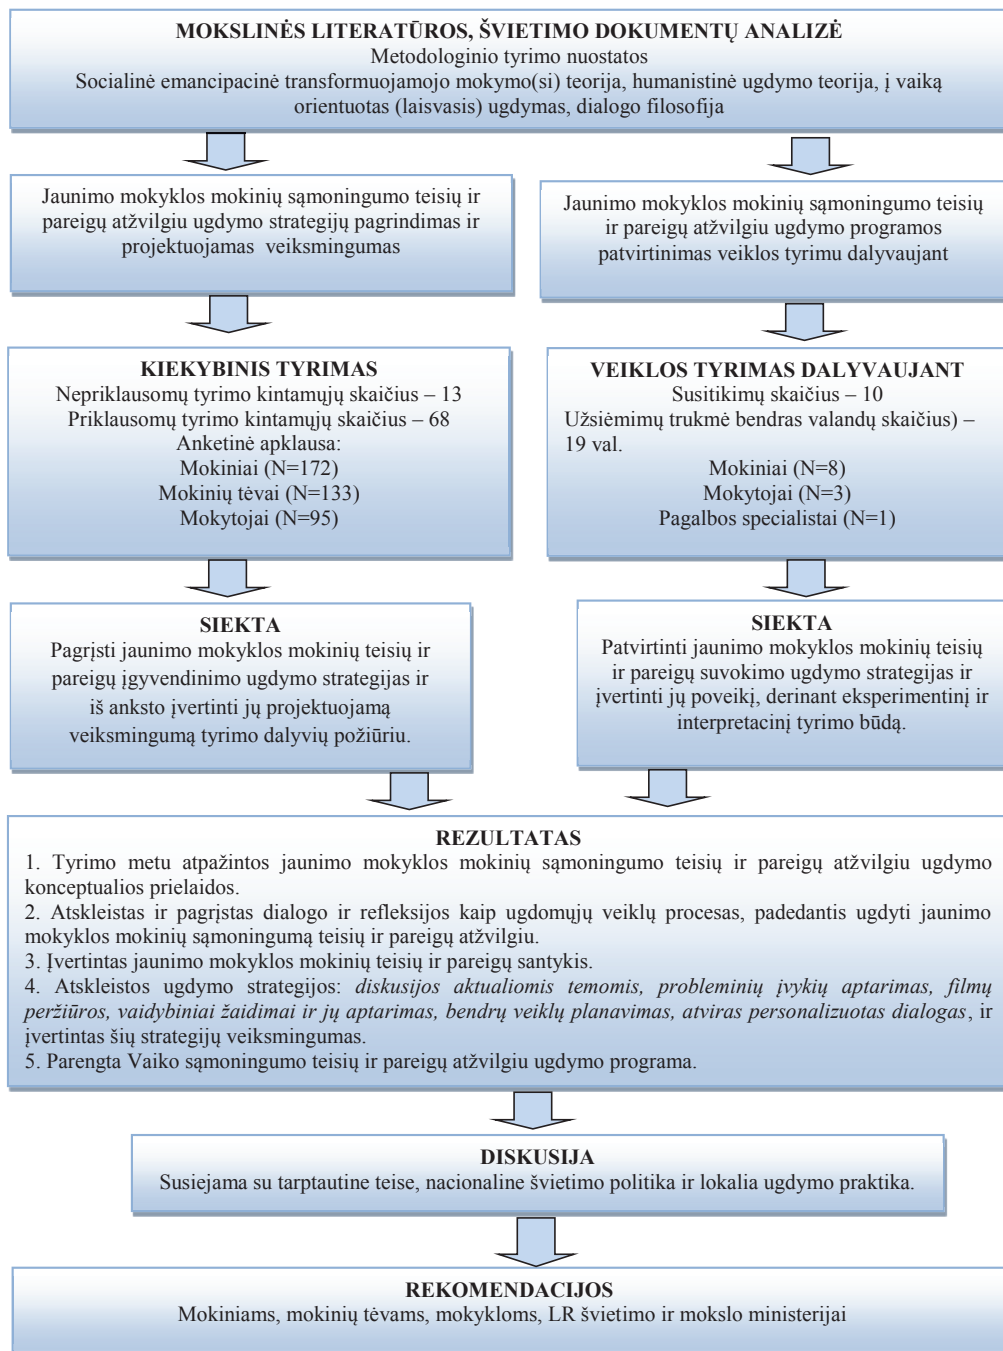 MOKSLINĖS LITERATŪROS, ŠVIETIMO DOKUMENTŲ ANALIZĖ
Metodologinio tyrimo nuostatos
Socialinė emancipacinė transformuojamojo mokymo(si) teorija, humanistinė ugdymo teorija, į vaiką
orientuotas (laisvasis) ugdymas, dialogo filosofija
Jaunimo mokyklos mokinių sąmoningumo teisių ir
pareigų atžvilgiu ugdymo strategijų pagrindimas ir
projektuojamas veiksmingumas
Jaunimo mokyklos mokinių sąmoningumo teisių
ir pareigų atžvilgiu ugdymo programos
patvirtinimas veiklos tyrimu dalyvaujant
KIEKYBINIS TYRIMAS
Nepriklausomų tyrimo kintamųjų skaičius – 13
Priklausomų tyrimo kintamųjų skaičius – 68
Anketinė apklausa:
Mokiniai (N=172)
Mokinių tėvai (N=133)
Mokytojai (N=95)
VEIKLOS TYRIMAS DALYVAUJANT
Susitikimų skaičius – 10
Užsiėmimų trukmė bendras valandų skaičius) –
19 val.
Mokiniai (N=8)
Mokytojai (N=3)
Pagalbos specialistai (N=1)
SIEKTA
Pagrįsti jaunimo mokyklos mokinių teisių ir
pareigų įgyvendinimo ugdymo strategijas ir
iš anksto įvertinti jų projektuojamą
veiksmingumą tyrimo dalyvių požiūriu.
SIEKTA
Patvirtinti jaunimo mokyklos mokinių teisių
ir pareigų suvokimo ugdymo strategijas ir
įvertinti jų poveikį, derinant eksperimentinį ir
interpretacinį tyrimo būdą.
REZULTATAS
1. Tyrimo metu atpažintos jaunimo mokyklos mokinių sąmoningumo teisių ir pareigų atžvilgiu ugdymo
konceptualios prielaidos.
2. Atskleistas ir pagrįstas dialogo ir refleksijos kaip ugdomųjų veiklų procesas, padedantis ugdyti jaunimo
mokyklos mokinių sąmoningumą teisių ir pareigų atžvilgiu.
3. Įvertintas jaunimo mokyklos mokinių teisių ir pareigų santykis.
4. Atskleistos ugdymo strategijos: diskusijos aktualiomis temomis, probleminių įvykių aptarimas, filmų
peržiūros, vaidybiniai žaidimai ir jų aptarimas, bendrų veiklų planavimas, atviras personalizuotas dialogas, ir
įvertintas šių strategijų veiksmingumas.
5. Parengta Vaiko sąmoningumo teisių ir pareigų atžvilgiu ugdymo programa.
DISKUSIJA
Susiejama su tarptautine teise, nacionaline švietimo politika ir lokalia ugdymo praktika.
REKOMENDACIJOS
Mokiniams, mokinių tėvams, mokykloms, LR švietimo ir mokslo ministerijai